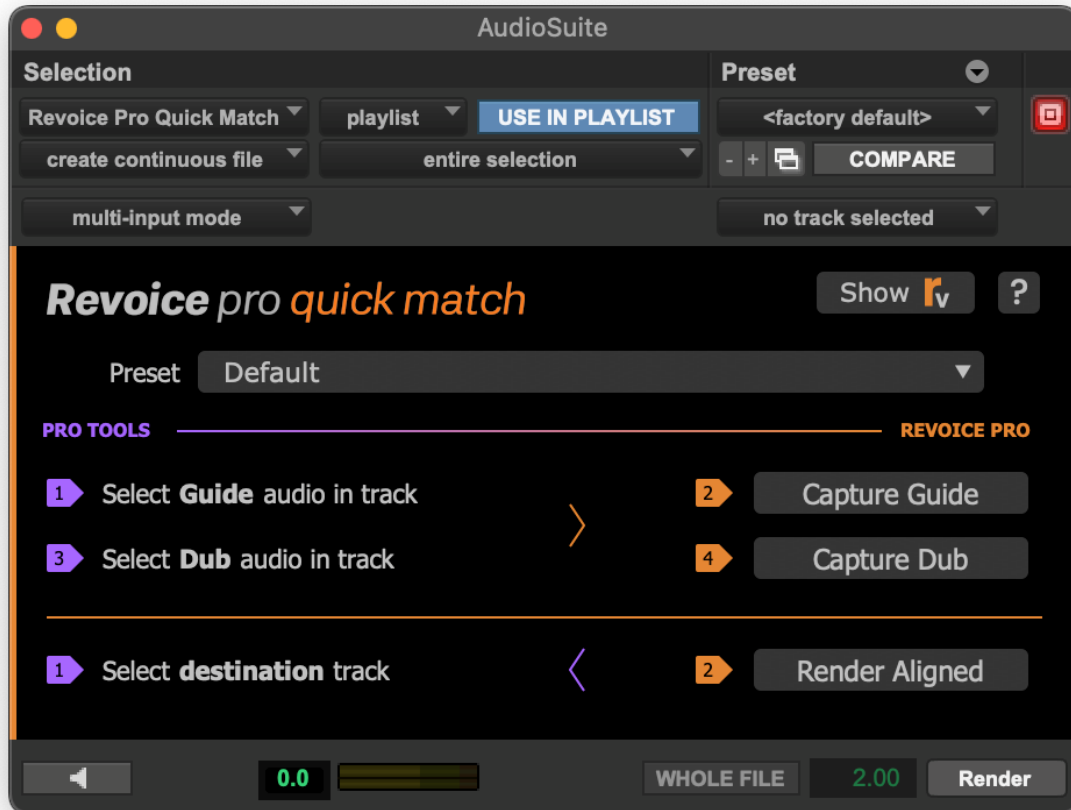 AudioSuite
Selection
Preset
Revoice Pro Quick Match
playlist
USE IN PLAYLIST
<factory default>
create continuous file
entire selection
- +
COMPARE
multi-input mode
no track selected
Revoice pro quick match
Show rv
?
Preset
Default
PRO TOOLS
REVOICE PRO
1 Select Guide audio in track
2 Capture Guide
3 Select Dub audio in track
4 Capture Dub
1 Select destination track
2 Render Aligned
0.0
WHOLE FILE
2.00
Render